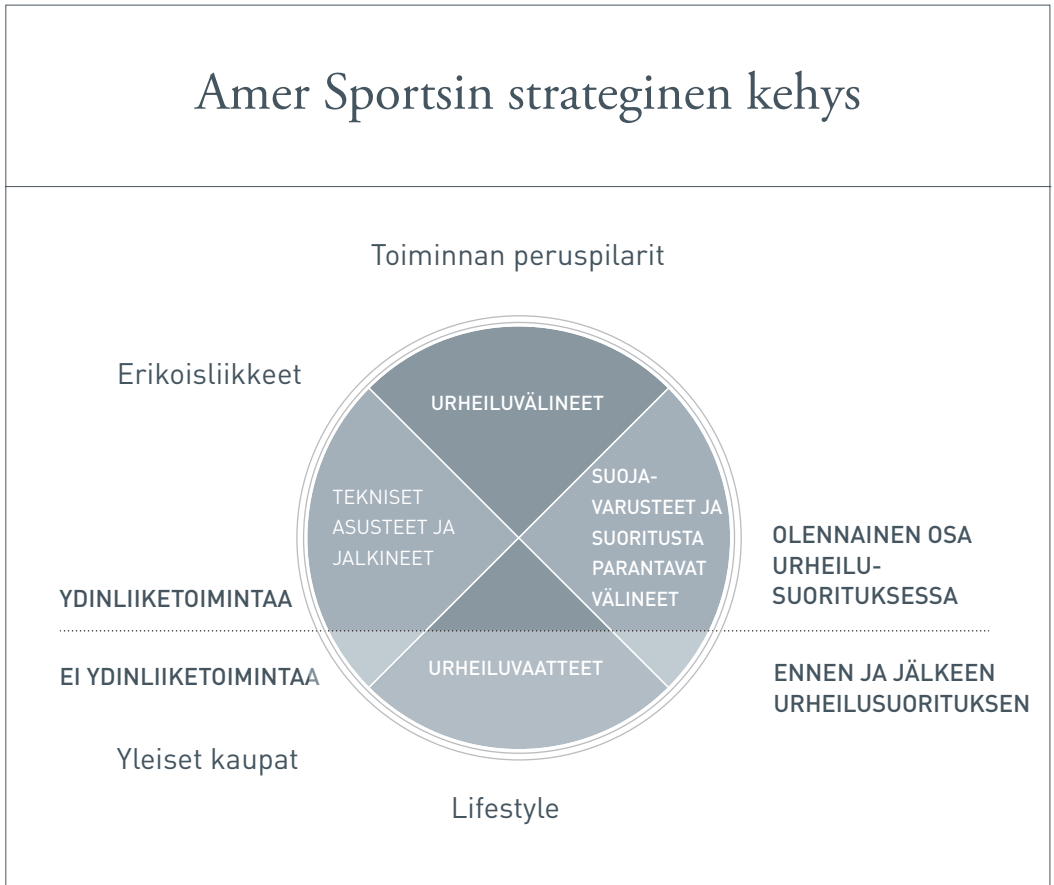 Amer Sportsin strateginen kehys
Toiminnan peruspilarit
Erikoisliikkeet
URHEILUVÄLINEET
TEKNISET
ASUSTEET JA
JALKINEET
SUOJA-
VARUSTEET JA
SUORITUSTA
PARANTAVAT
VÄLINEET
OLENNAINEN OSA
URHEILU-
SUORITUKSESSA
YDINLIIKETOIMINTAA
EI YDINLIIKETOIMINTAA
URHEILUVAATTEET
ENNEN JA JÄLKEEN
URHEILUSUORITUKSEN
Yleiset kaupat
Lifestyle